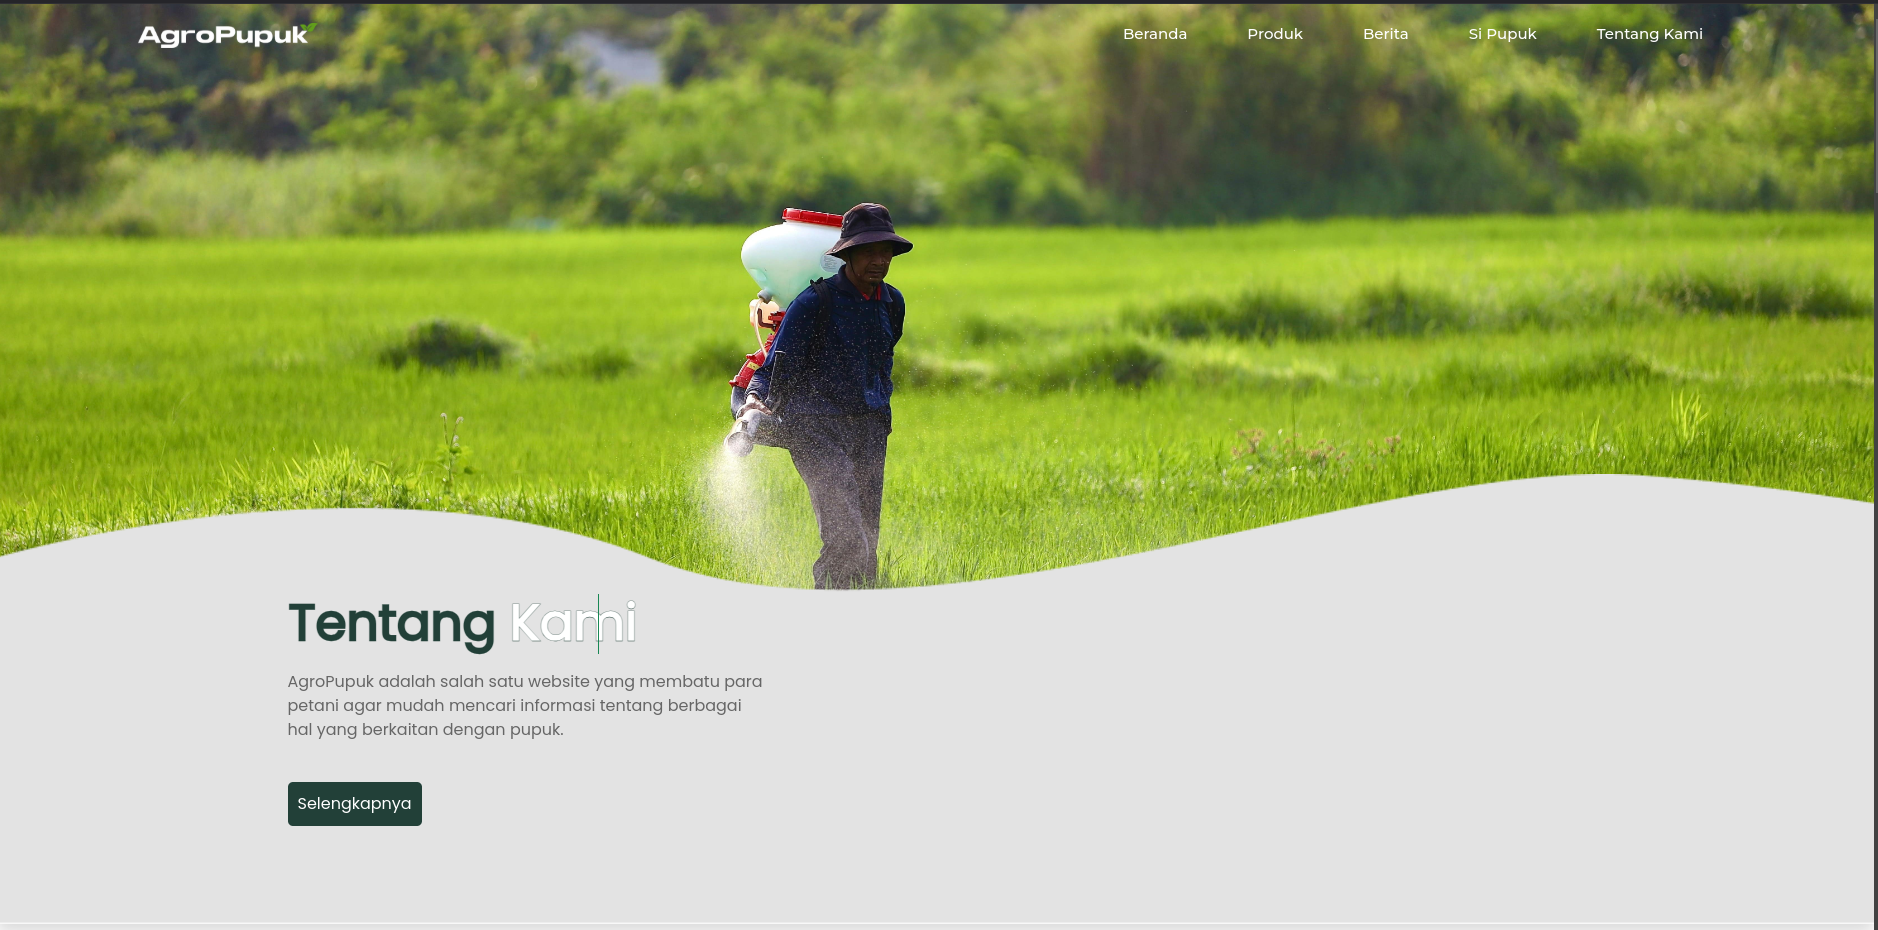 AgroPupuk
Beranda Produk Berita Si Pupuk Tentang Kami
Tentang Kami
AgroPupuk adalah salah satu website yang membatu para
petani agar mudah mencari informasi tentang berbagai
hal yang berkaitan dengan pupuk.
Selengkapnya